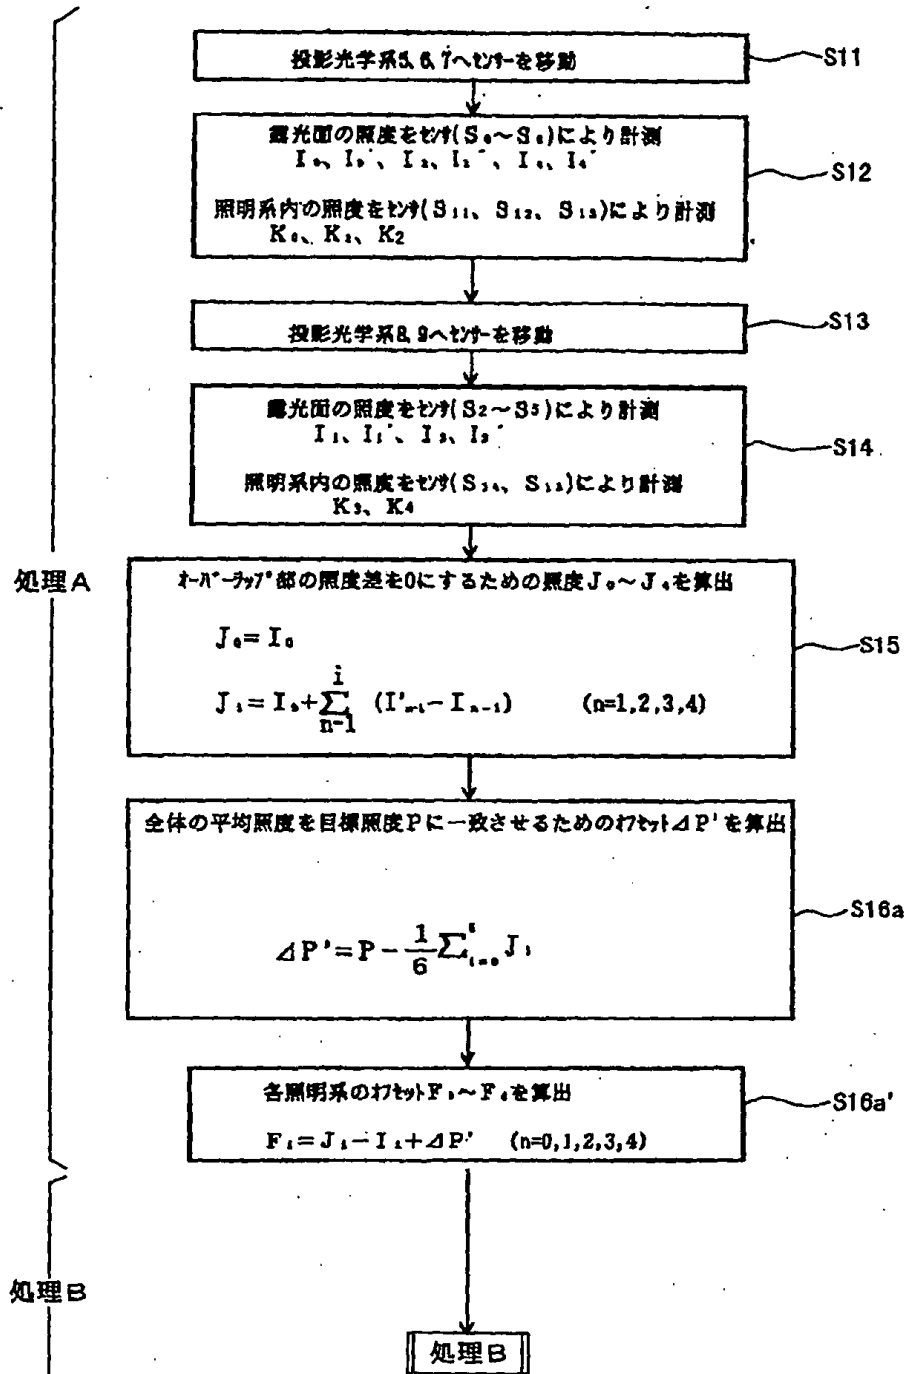 投影光学系5,6,7へセンサーを移動
S11
露光面の照度をセンサ(S₀～S₆)により計測
I₀、I₀'、I₂、I₂'、I₄、I₄'
照明系内の照度をセンサ(S₁₁、S₁₂、S₁₃)により計測
K₀、K₁、K₂
S12
投影光学系8,9へセンサーを移動
S13
露光面の照度をセンサ(S₂～S₅)により計測
I₁、I₁'、I₃、I₃'
照明系内の照度をセンサ(S₁₄、S₁₅)により計測
K₃、K₄
S14
処理A
オーバーラップ部の照度差を0にするための照度J₀～J₄を算出
J₀=I₀
Jᵢ=I₀+∑ⁱn-1 (I'ₙ₋₁-Iₙ₋₁) (n=1,2,3,4)
S15
全体の平均照度を目標照度Pに一致させるためのオフセット⊿P'を算出
⊿P'=P-1/6∑ᵢ₌₀Jᵢ
S16a
各照明系のオフセットF₁～F₄を算出
Fᵢ=Jᵢ-Iᵢ+⊿P' (n=0,1,2,3,4)
S16a'
処理B
処理B